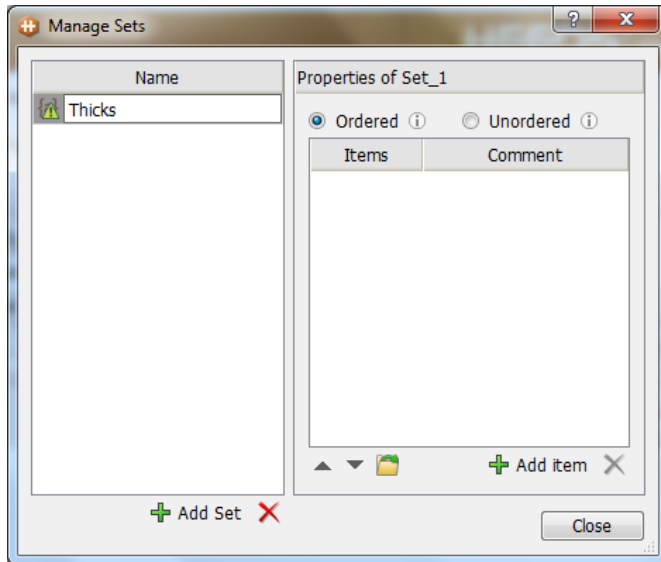 Manage Sets
?
X
Name
Thicks
Properties of Set_1
Ordered i
Unordered i
Items
Comment
Add item
Add Set
Close